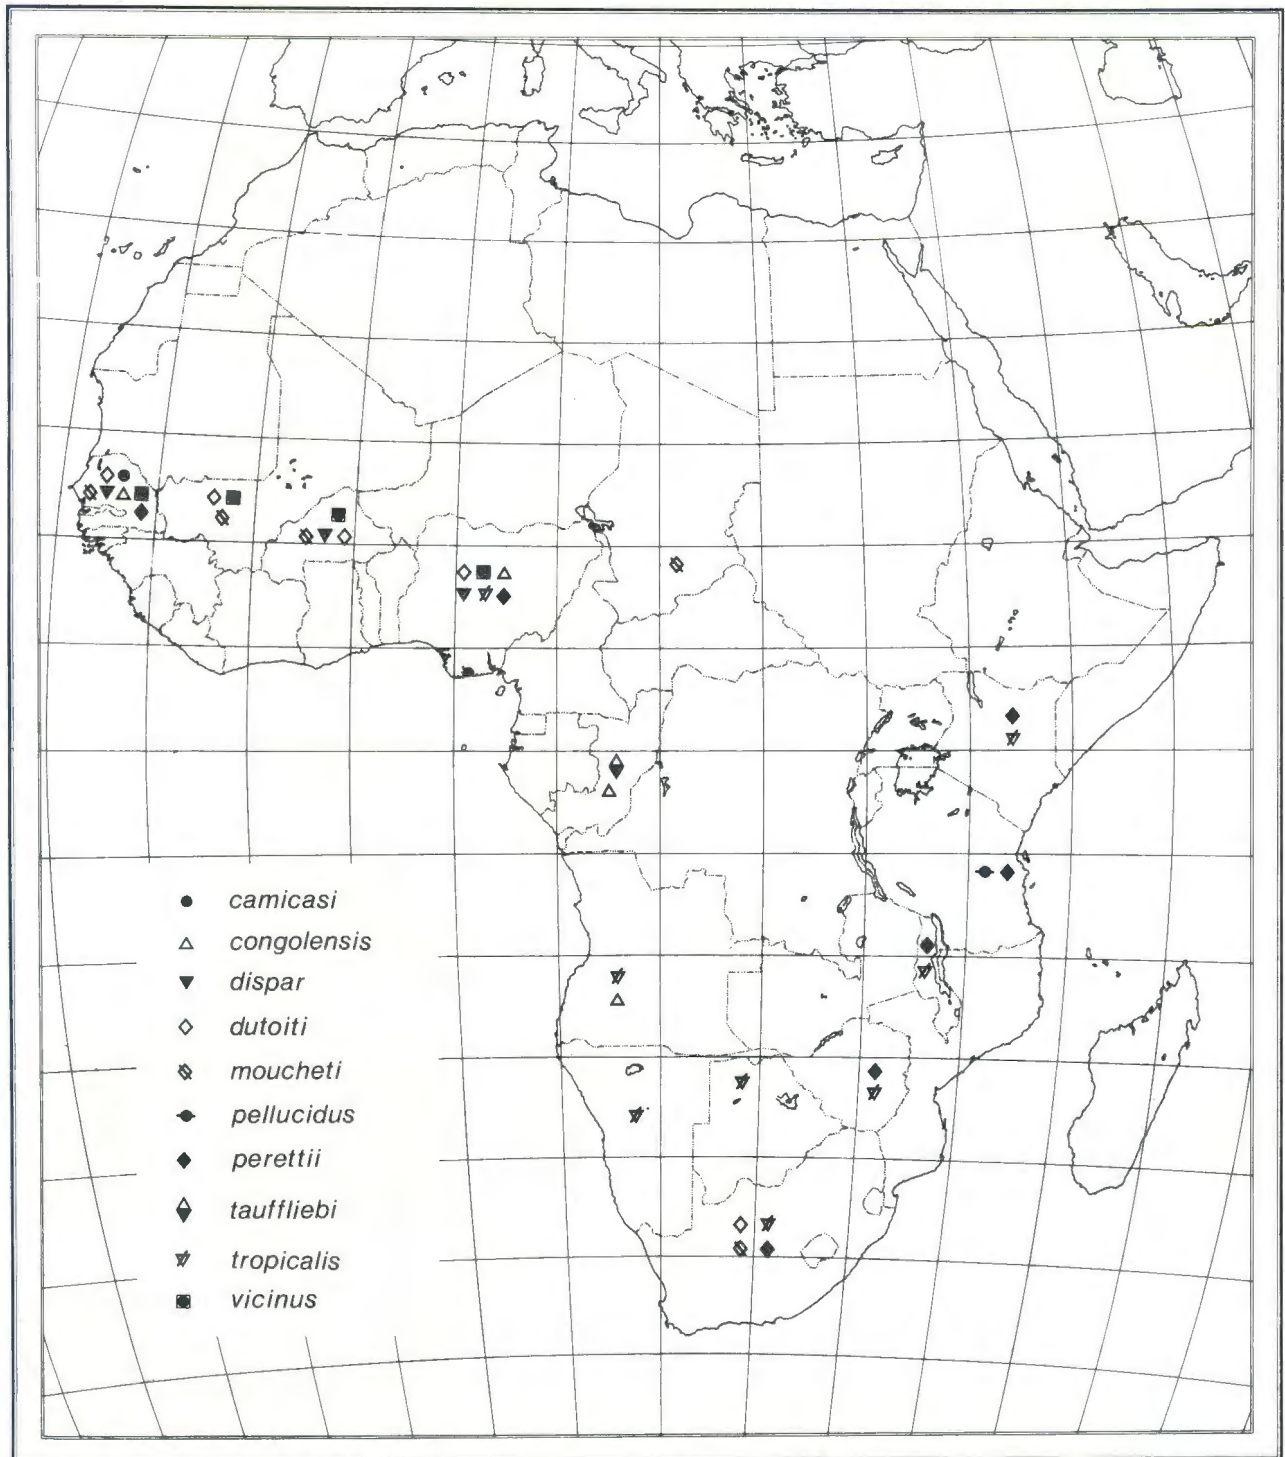 camicasi
congolensis
dispar
dutoiti
moucheti
pellucidus
perettii
tauffliebi
tropicalis
vicinus